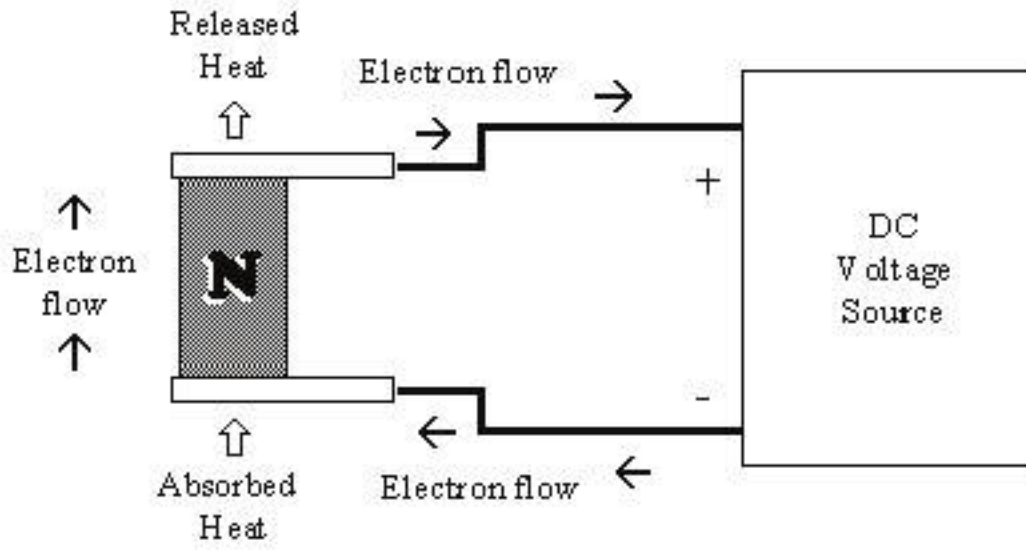 Released
Heat
Electron flow
+
Electron
flow
N
DC
Voltage
Source
-
Absorbed
Heat
Electron flow